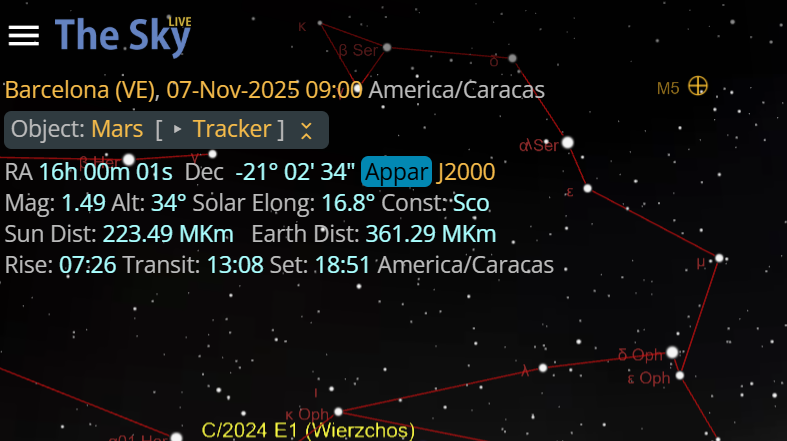 κ
The Sky LIVE
β Ser
δ
M5
Barcelona (VE), 07-Nov-2025 09:00 America/Caracas
Object: Mars [ ▸ Tracker ]
α Ser
β Her
γ
RA 16h 00m 01s Dec -21° 02' 34" Appar J2000
ε
Mag: 1.49 Alt: 34° Solar Elong: 16.8° Const: Sco
Sun Dist: 223.49 MKm Earth Dist: 361.29 MKm
Rise: 07:26 Transit: 13:08 Set: 18:51 America/Caracas
μ
δ Oph
λ
ε Oph
ι
κ Oph
C/2024 E1 (Wierzchos)
α01 Her